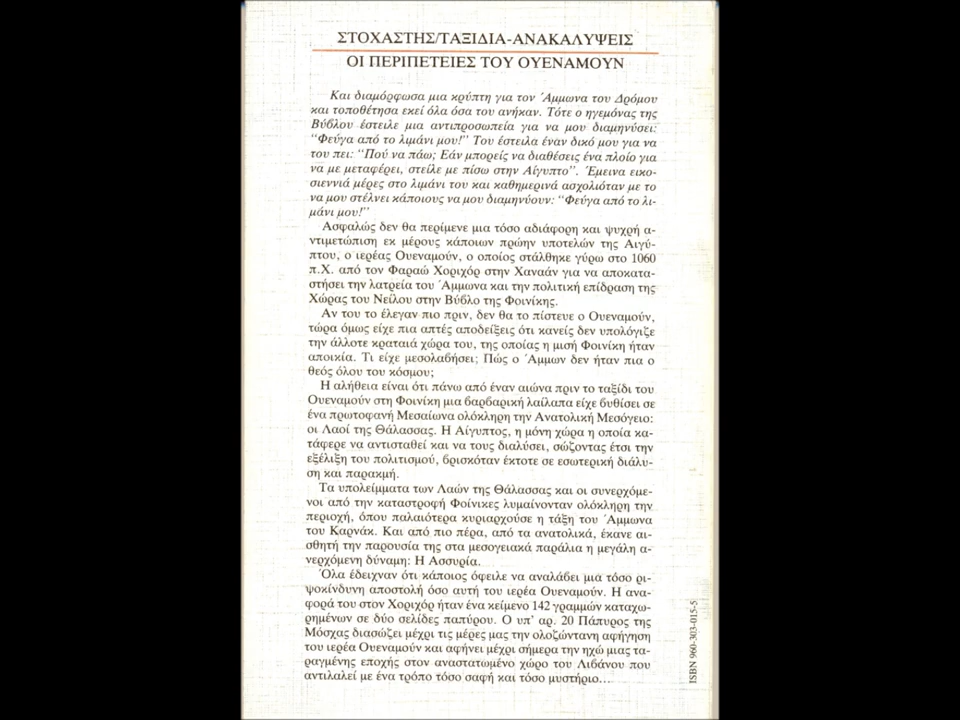 ΣΤΟΧΑΣΤΗΣ/ΤΑΞΙΔΙΑ-ΑΝΑΚΑΛΥΨΕΙΣ
ΟΙ ΠΕΡΙΠΕΤΕΙΕΣ ΤΟΥ ΟΥΕΝΑΜΟΥΝ
Και διαμόρφωσα μια κρύπτη για τον Άμμωνα του Δρόμου
και τοποθέτησα εκεί όλα όσα του ανήκαν. Τότε ο ηγεμόνας της
Βύβλου έστειλε μια αντιπροσωπεία για να μου διαμηνύσει:
“Φεύγα από το λιμάνι μου!” Του έστειλα έναν δικό μου για να
του πει: “Πού να πάω; Εάν μπορείς να διαθέσεις ένα πλοίο για
να με μεταφέρει, στείλε με πίσω στην Αίγυπτο”. Έμεινα εικο-
σιεννιά μέρες στο λιμάνι του και καθημερινά ασχολιόταν με το
να μου στέλνει κάποιους να μου διαμηνύουν: “Φεύγα από το λι-
μάνι μου!”
Ασφαλώς δεν θα περίμενε μια τόσο αδιάφορη και ψυχρή α-
ντιμετώπιση εκ μέρους κάποιων πρώην υποτελών της Αιγύ-
πτου, ο ιερέας Ουεναμούν, ο οποίος στάλθηκε γύρω στο 1060
π.Χ. από τον Φαραώ Χοριχόρ στην Χαναάν για να αποκατα-
στήσει την λατρεία του Άμμωνα και την πολιτική επίδραση της
Χώρας του Νείλου στην Βύβλο της Φοινίκης.
Αν του το έλεγαν πιο πριν, δεν θα το πίστευε ο Ουεναμούν,
τώρα όμως είχε πια απτές αποδείξεις ότι κανείς δεν υπολόγιζε
την άλλοτε κραταιά χώρα του, της οποίας η μισή Φοινίκη ήταν
αποικία. Τι είχε μεσολαβήσει; Πώς ο Άμμων δεν ήταν πια ο
θεός όλου του κόσμου;
Η αλήθεια είναι ότι πάνω από έναν αιώνα πριν το ταξίδι του
Ουεναμούν στη Φοινίκη μια βαρβαρική λαίλαπα είχε βυθίσει σε
ένα πρωτοφανή Μεσαίωνα ολόκληρη την Ανατολική Μεσόγειο:
οι Λαοί της Θάλασσας. Η Αίγυπτος, η μόνη χώρα η οποία κα-
τάφερε να αντισταθεί και να τους διαλύσει, σώζοντας έτσι την
εξέλιξη του πολιτισμού, βρισκόταν έκτοτε σε εσωτερική διάλυ-
ση και παρακμή.
Τα υπολείμματα των Λαών της Θάλασσας και οι συνερχόμε-
νοι από την καταστροφή Φοίνικες λυμαίνονταν ολόκληρη την
περιοχή, όπου παλαιότερα κυριαρχούσε η τάξη του Άμμωνα
του Καρνάκ. Και από πιο πέρα, από τα ανατολικά, έκανε αι-
σθητή την παρουσία της στα μεσογειακά παράλια η μεγάλη α-
νερχόμενη δύναμη: Η Ασσυρία.
Όλα έδειχναν ότι κάποιος όφειλε να αναλάβει μια τόσο ρι-
ψοκίνδυνη αποστολή όσο αυτή του ιερέα Ουεναμούν. Η ανα-
φορά του στον Χοριχόρ ήταν ένα κείμενο 142 γραμμών καταχω-
ρημένων σε δύο σελίδες παπύρου. Ο υπ’ αρ. 20 Πάπυρος της
Μόσχας διασώζει μέχρι τις μέρες μας την ολοζώντανη αφήγηση
του ιερέα Ουεναμούν και αφήνει μέχρι σήμερα την ηχώ μιας τα-
ραγμένης εποχής στον αναστατωμένο χώρο του Λιβάνου που
αντιλαλεί με ένα τρόπο τόσο σαφή και τόσο μυστήριο...
ISBN 960-303-015-5